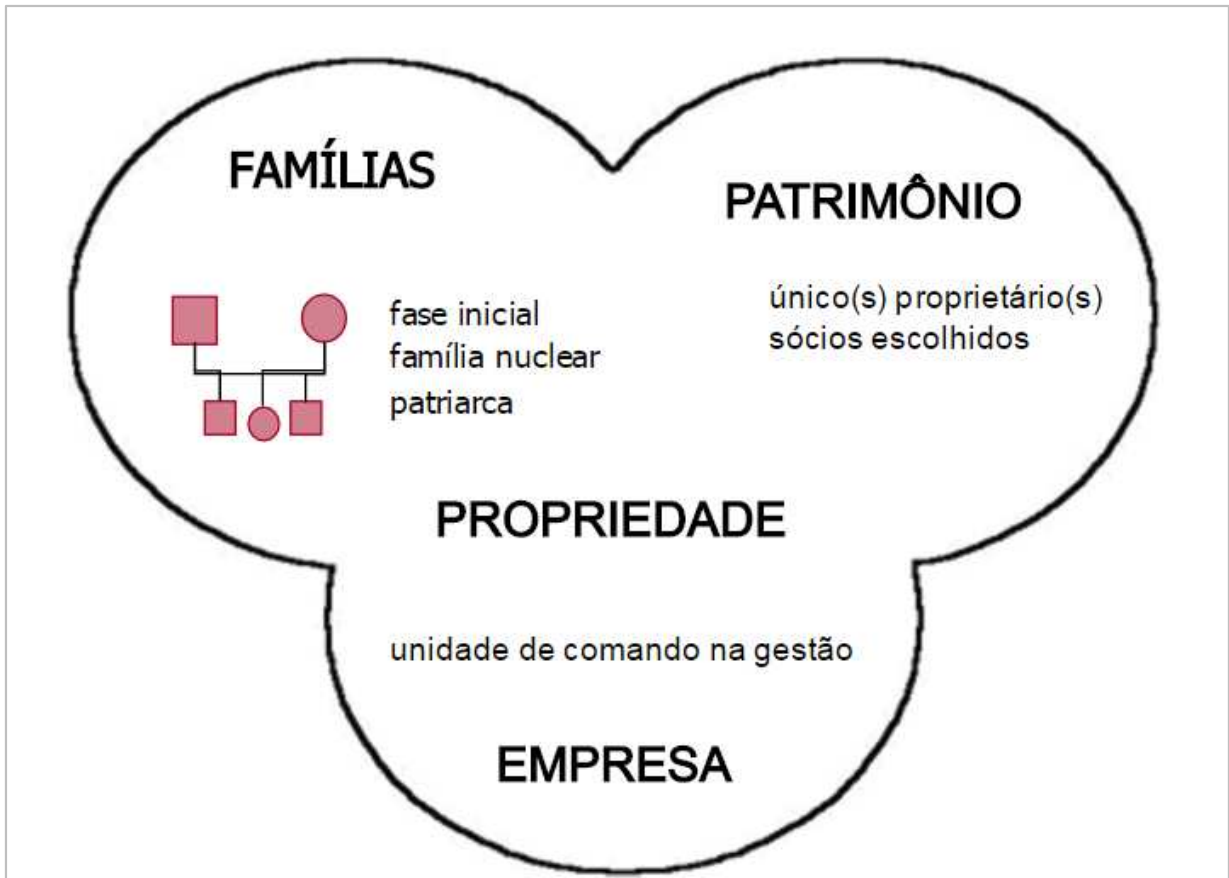 FAMÍLIAS
PATRIMÔNIO
fase inicial
família nuclear
patriarca
único(s) proprietário(s)
sócios escolhidos
PROPRIEDADE
unidade de comando na gestão
EMPRESA